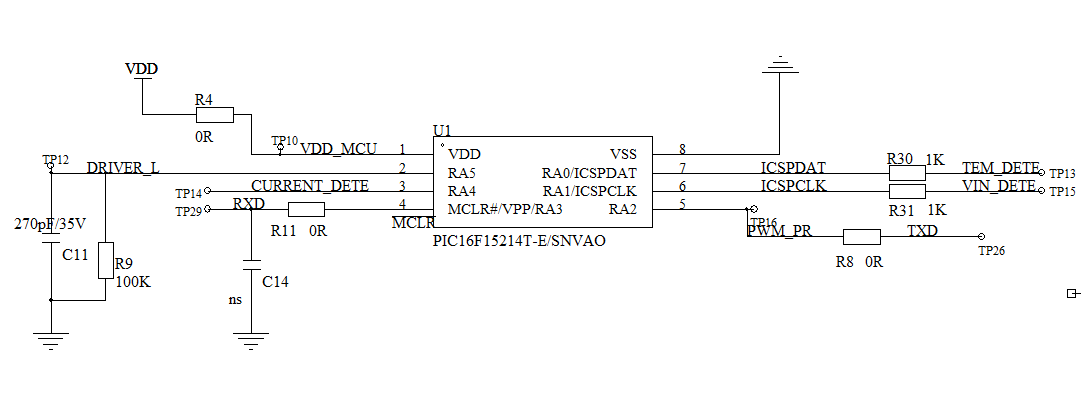 VDD
R4
0R
U1
TP10
VDD_MCU
1
VDD
VSS
8
TP12
DRIVER_L
2
RA5
RA0/ICSPDAT
7
ICSPDAT
R30
1K
TEM_DETE
TP13
TP14
CURRENT_DETE
3
RA4
RA1/ICSPCLK
6
ICSPCLK
VIN_DETE
TP15
TP29
RXD
4
MCLR#/VPP/RA3
RA2
5
R31
1K
R11
0R
MCLR
TP16
PWM_PR
TXD
270pF/35V
PIC16F15214T-E/SNVAO
C11
TP26
R8
0R
R9
100K
C14
ns